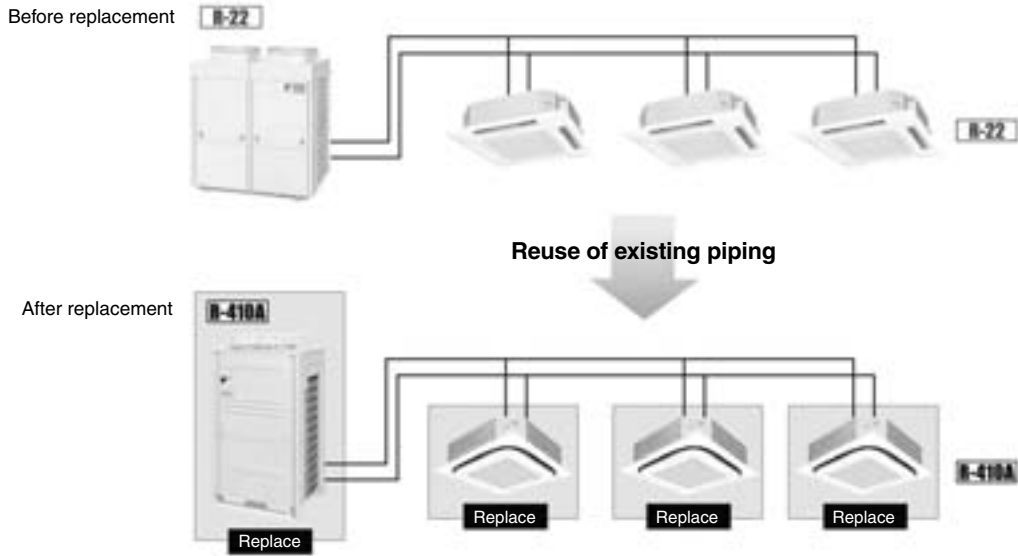 Before replacement
R-22
R-22
Reuse of existing piping
After replacement
R-410A
R-410A
Replace
Replace
Replace
Replace